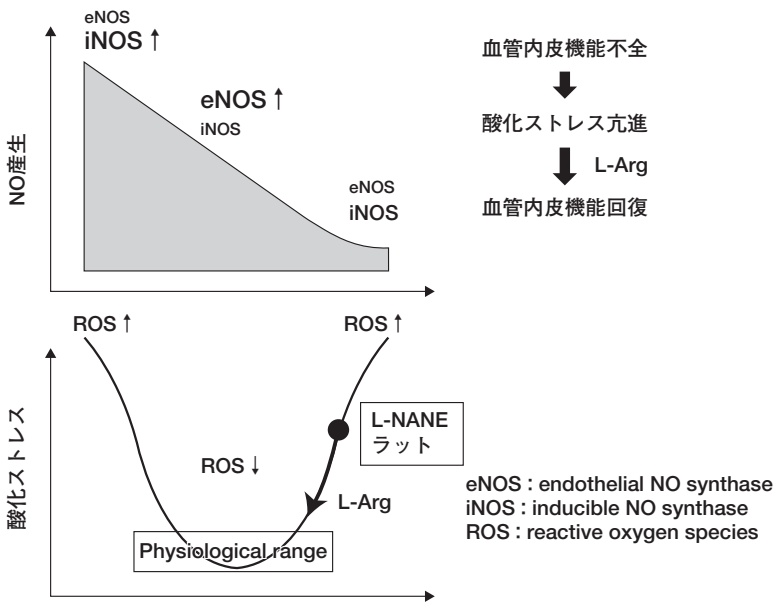 eNOS
iNOS ↑
eNOS ↑
iNOS
eNOS
iNOS
NO産生
血管内皮機能不全
酸化ストレス亢進
L-Arg
血管内皮機能回復
ROS ↑
ROS ↑
酸化ストレス
ROS ↓
L-NANE
ラット
L-Arg
Physiological range
eNOS : endothelial NO synthase
iNOS : inducible NO synthase
ROS : reactive oxygen species